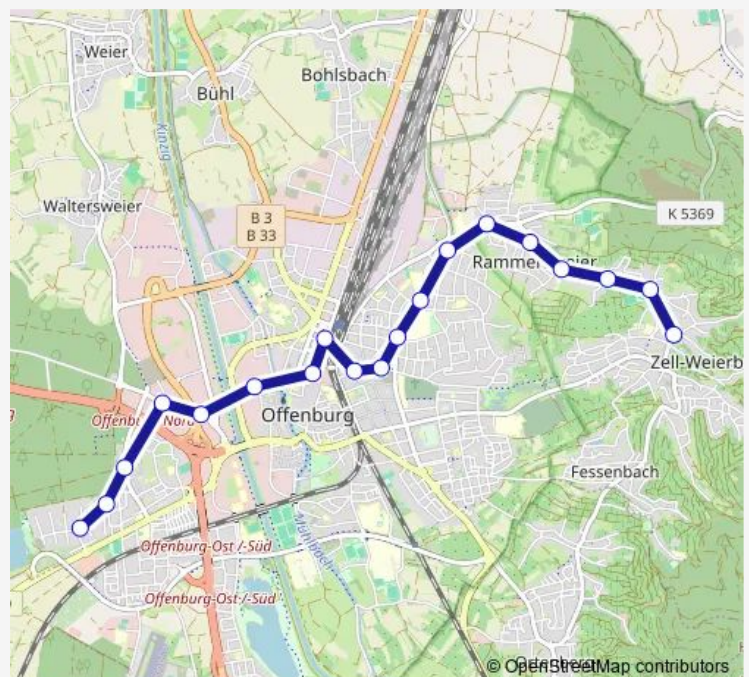 Weier
Bühl
Bohlsbach
Kinzig
Waltersweier
B 3
B 33
K 5369
Zell-Weierb
Offenburg
Fessenbach
Mühlbach
Offenburg-Ost /-Süd
Offenburg-Ost /-Süd
© OpenStreetMap contributors